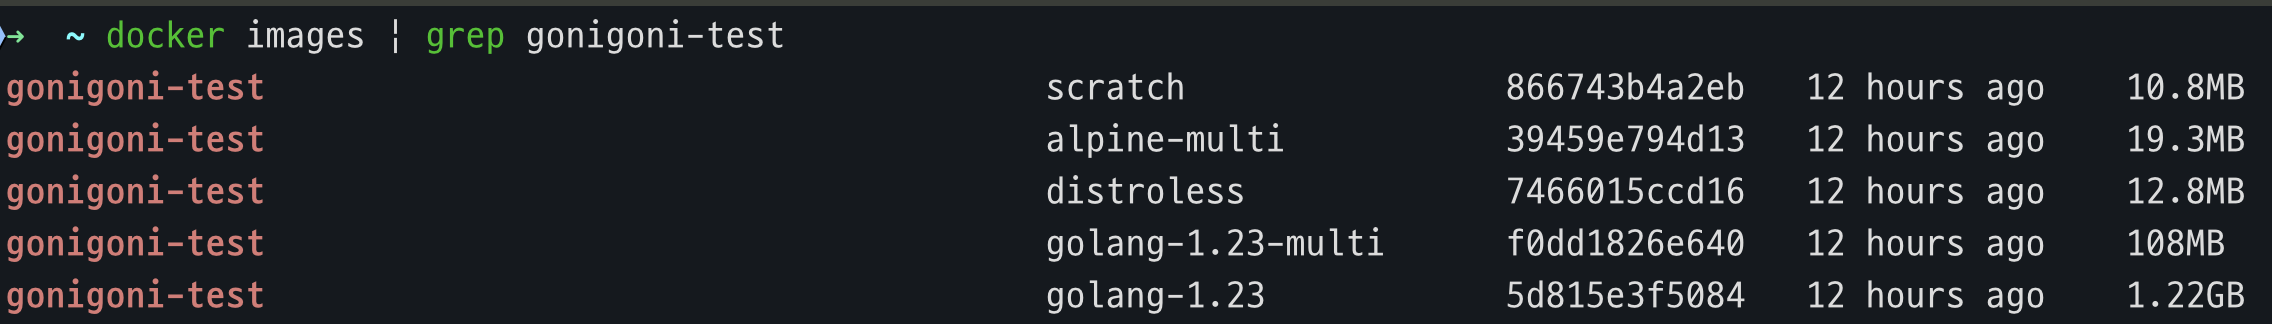 → ~ docker images | grep gonigoni-test
gonigoni-test scratch 866743b4a2eb 12 hours ago 10.8MB
gonigoni-test alpine-multi 39459e794d13 12 hours ago 19.3MB
gonigoni-test distroless 7466015ccd16 12 hours ago 12.8MB
gonigoni-test golang-1.23-multi f0dd1826e640 12 hours ago 108MB
gonigoni-test golang-1.23 5d815e3f5084 12 hours ago 1.22GB